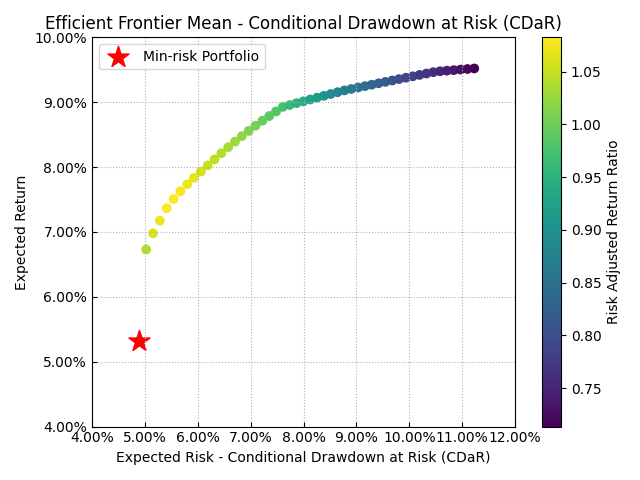 Efficient Frontier Mean - Conditional Drawdown at Risk (CDaR)
10.00%
9.00%
8.00%
7.00%
6.00%
5.00%
4.00%
Expected Return
Min-risk Portfolio
4.00% 5.00% 6.00% 7.00% 8.00% 9.00% 10.00% 11.00% 12.00%
Expected Risk - Conditional Drawdown at Risk (CDaR)
1.05
1.00
0.95
0.90
0.85
0.80
0.75
Risk Adjusted Return Ratio